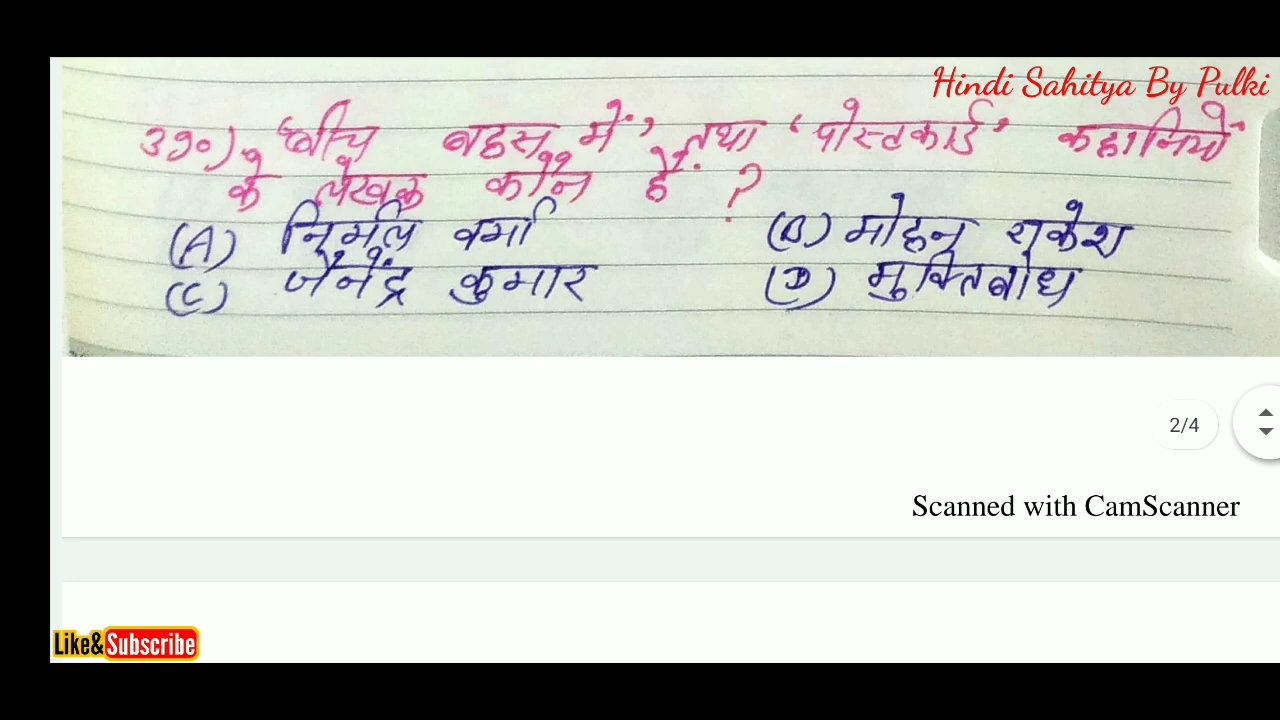 Hindi Sahitya By Pulki
370). 'बीच बहस में' तथा 'पोस्टकार्ड' कहानियों
के लेखक कौन हैं ?
(A) निर्मल वर्मा (B) मोहन राकेश
(C) जैनेंद्र कुमार (D) मुक्तिबोध
2/4
Scanned with CamScanner
Like& Subscribe